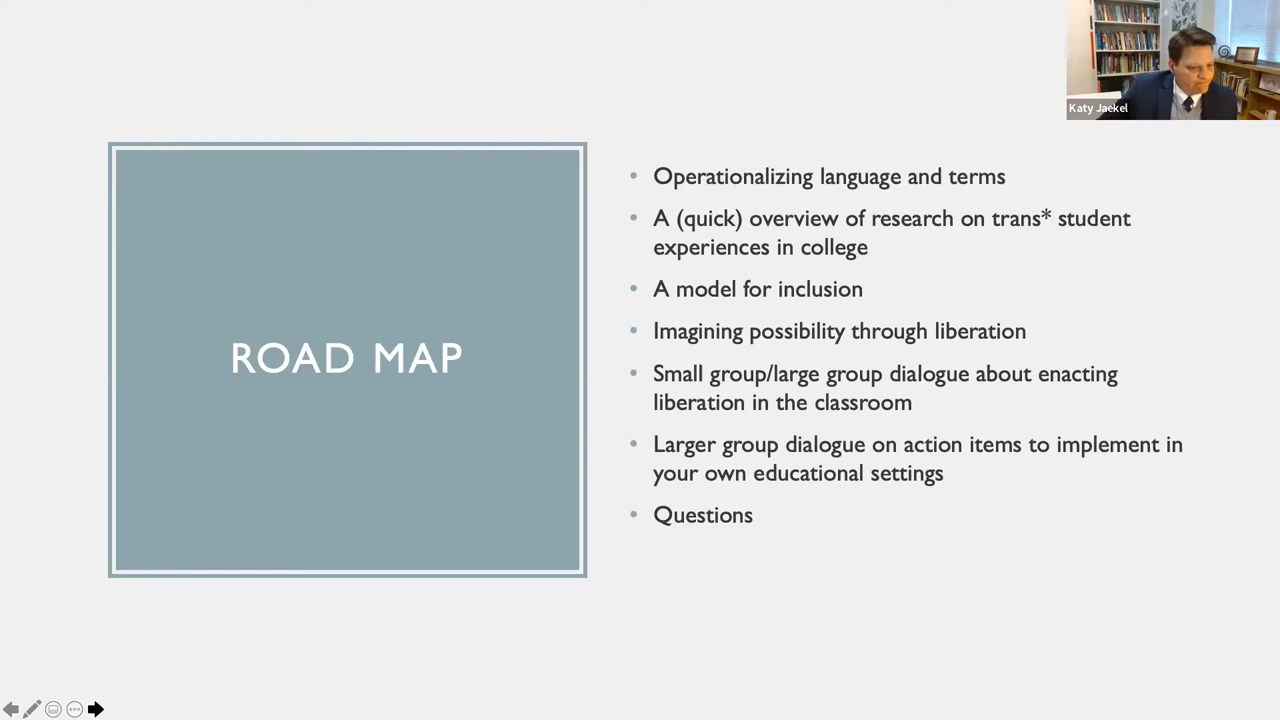 Katy Jaekel
ROAD MAP
• Operationalizing language and terms
• A (quick) overview of research on trans* student
experiences in college
• A model for inclusion
• Imagining possibility through liberation
• Small group/large group dialogue about enacting
liberation in the classroom
• Larger group dialogue on action items to implement in
your own educational settings
• Questions